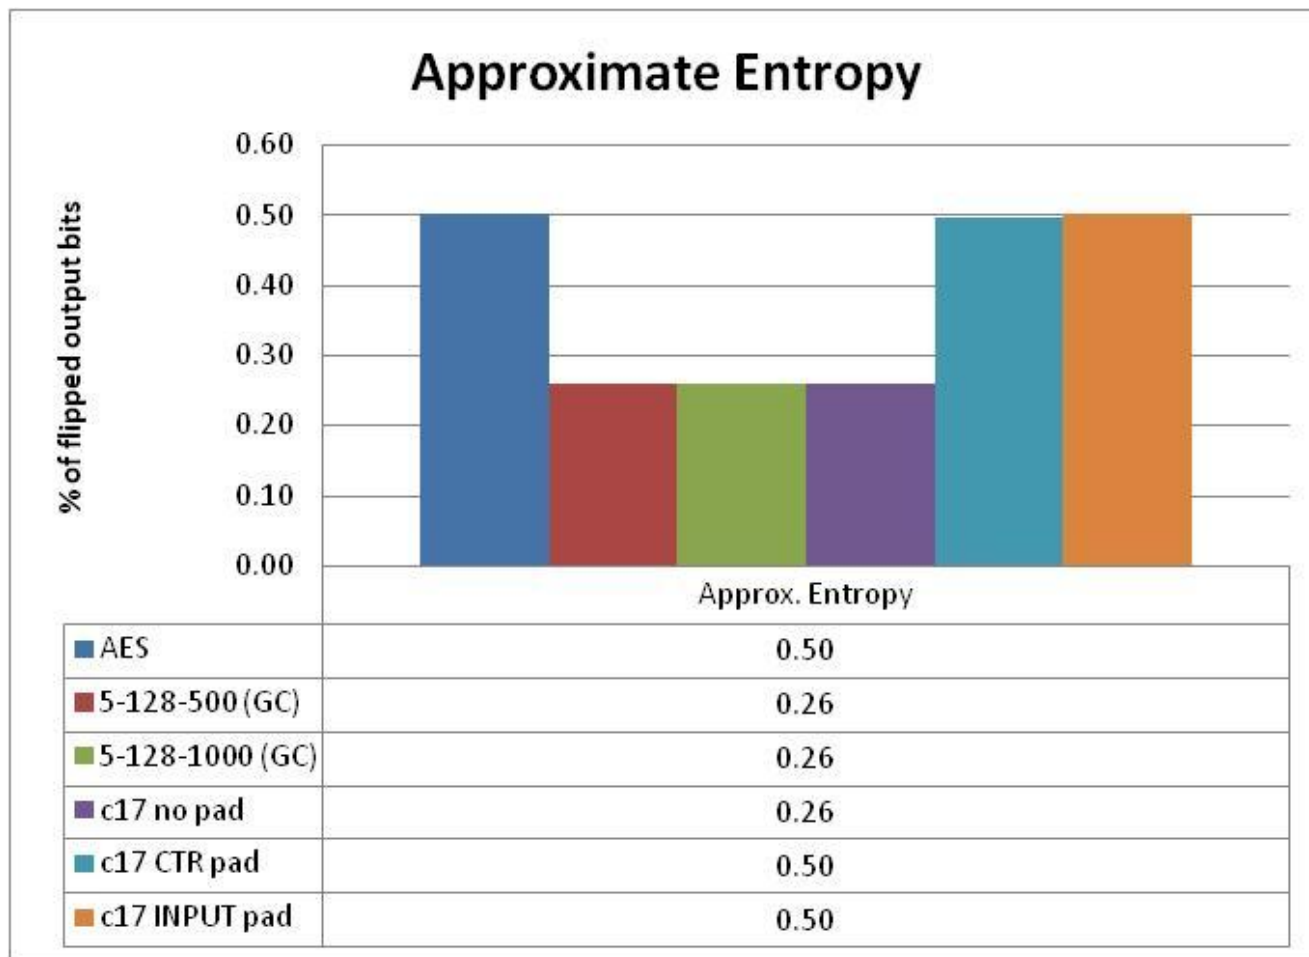 Approximate Entropy
% of flipped output bits
0.60
0.50
0.40
0.30
0.20
0.10
0.00
Approx. Entropy
AES 0.50
5-128-500 (GC) 0.26
5-128-1000 (GC) 0.26
c17 no pad 0.26
c17 CTR pad 0.50
c17 INPUT pad 0.50